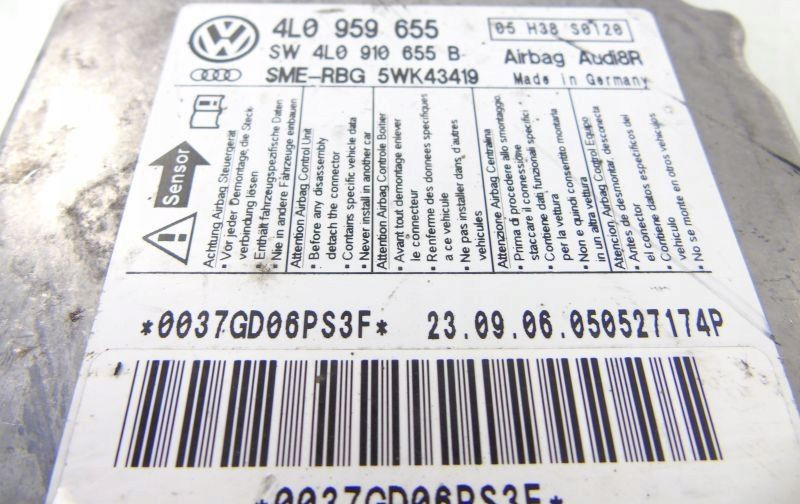 4L0 959 655
05 H38 S0120
SW 4L0 910 655 B
Airbag Audi8R
SME-RBG 5WK43419
Made in Germany
Sensor
Achtung Airbag Steuergerät
• Vor jeder Demontage die Steck-
verbindung lösen
• Enthält fahrzeugspezifische Daten
• Nie in andere Fahrzeuge einbauen
Attention Airbag Control Unit
• Before any disassembly
detach the connector
• Contains specific vehicle data
• Never install in another car
Attention Airbag Controle Boitier
• Avant tout demontage enlever
le connecteur
• Renferme des donnees specifiques
a ce vehicule
• Ne pas installer dans d'autres
vehicules
Attenzione Airbag Centralina
• Prima di procedere allo smontaggio,
staccare il connessione
• Contiene dati funzionali specifici
per la vettura
• Non e quindi consentito montarla
in un altra vettura
Atencion Airbag Control Equipo
• Antes de desmontar, desconecta
el conector
• Contiene datos especificos del
vehiculo
• No se monte en otros vehiculos
*0037GD06PS3F* 23.09.06.050527174P
*0037GD06PS3F*